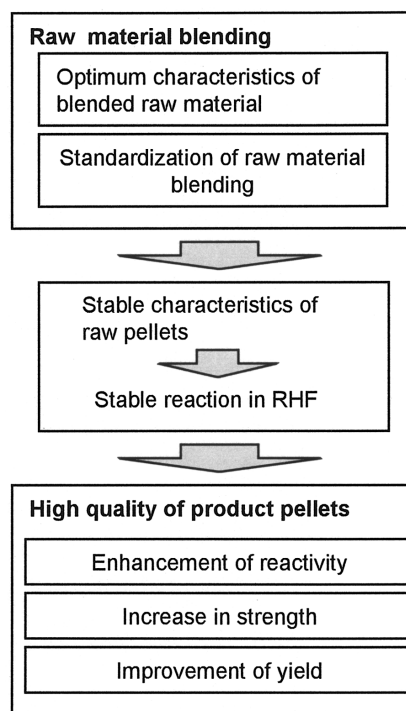 Raw material blending
Optimum characteristics of
blended raw material
Standardization of raw material
blending
Stable characteristics of
raw pellets
Stable reaction in RHF
High quality of product pellets
Enhancement of reactivity
Increase in strength
Improvement of yield